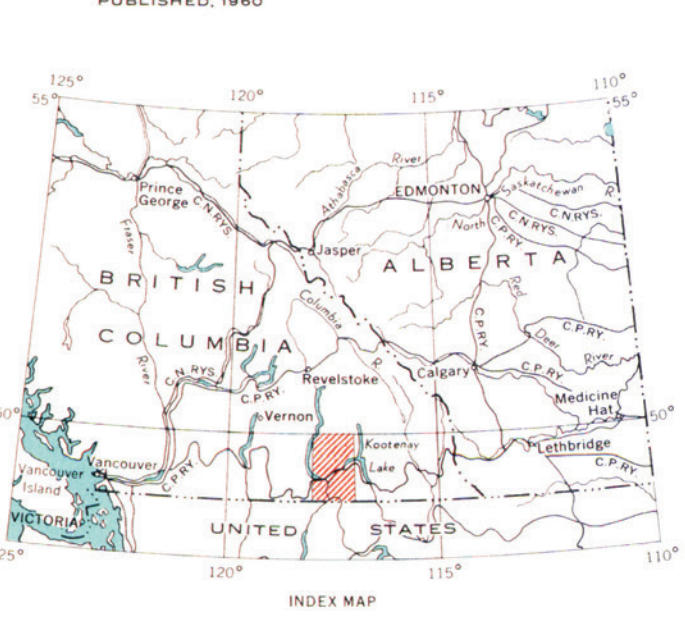 PUBLISHED, 1960
125°
120°
115°
110°
55°
55°
Prince
George
C.N.RYS
Fraser
River
Athabasca
River
EDMONTON
Saskatchewan R.
North
C.N.RYS.
C.N.RYS.
C.P.RY.
Jasper
BRITISH
COLUMBIA
ALBERTA
Columbia
R.
Red
Deer
River
C.P.RY.
C.P.RY.
C.P.RY.
C.N.RYS
C.P.RY.
Revelstoke
Calgary
Medicine
Hat
Vernon
50°
50°
Kootenay
Lake
Lethbridge
C.P.RY.
Vancouver
Vancouver
Island
C.P.RY.
VICTORIA
UNITED STATES
25°
120°
115°
110°
INDEX MAP